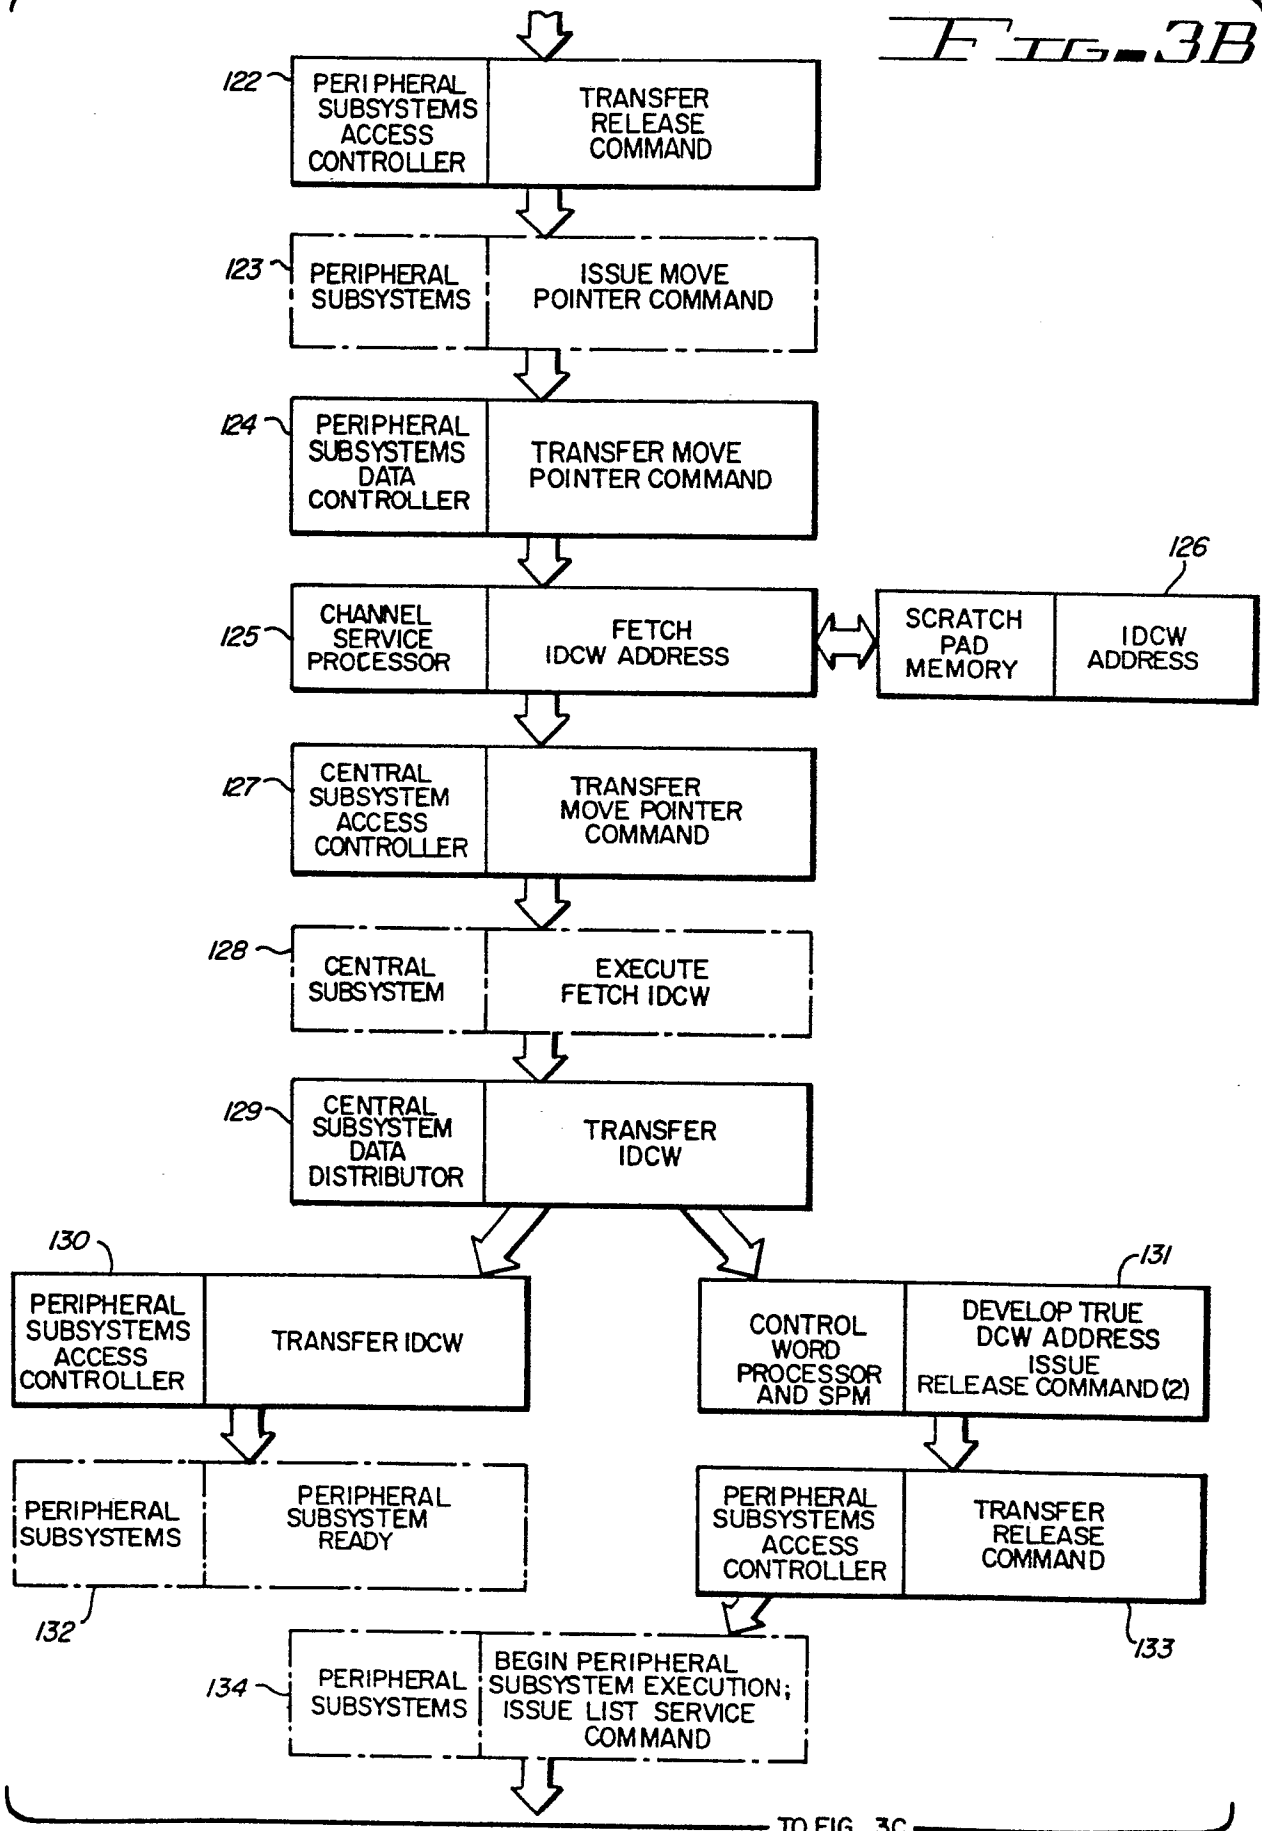 FIG-3B
122
PERIPHERAL
SUBSYSTEMS
ACCESS
CONTROLLER
TRANSFER
RELEASE
COMMAND
123
PERIPHERAL
SUBSYSTEMS
ISSUE MOVE
POINTER COMMAND
124
PERIPHERAL
SUBSYSTEMS
DATA
CONTROLLER
TRANSFER MOVE
POINTER COMMAND
125
CHANNEL
SERVICE
PROCESSOR
FETCH
IDCW ADDRESS
126
SCRATCH
PAD
MEMORY
IDCW
ADDRESS
127
CENTRAL
SUBSYSTEM
ACCESS
CONTROLLER
TRANSFER
MOVE POINTER
COMMAND
128
CENTRAL
SUBSYSTEM
EXECUTE
FETCH IDCW
129
CENTRAL
SUBSYSTEM
DATA
DISTRIBUTOR
TRANSFER
IDCW
130
PERIPHERAL
SUBSYSTEMS
ACCESS
CONTROLLER
TRANSFER IDCW
131
CONTROL
WORD
PROCESSOR
AND SPM
DEVELOP TRUE
DCW ADDRESS
ISSUE
RELEASE COMMAND (2)
PERIPHERAL
SUBSYSTEMS
PERIPHERAL
SUBSYSTEM
READY
132
PERIPHERAL
SUBSYSTEMS
ACCESS
CONTROLLER
TRANSFER
RELEASE
COMMAND
133
134
PERIPHERAL
SUBSYSTEMS
BEGIN PERIPHERAL
SUBSYSTEM EXECUTION;
ISSUE LIST SERVICE
COMMAND
TO FIG. 3C